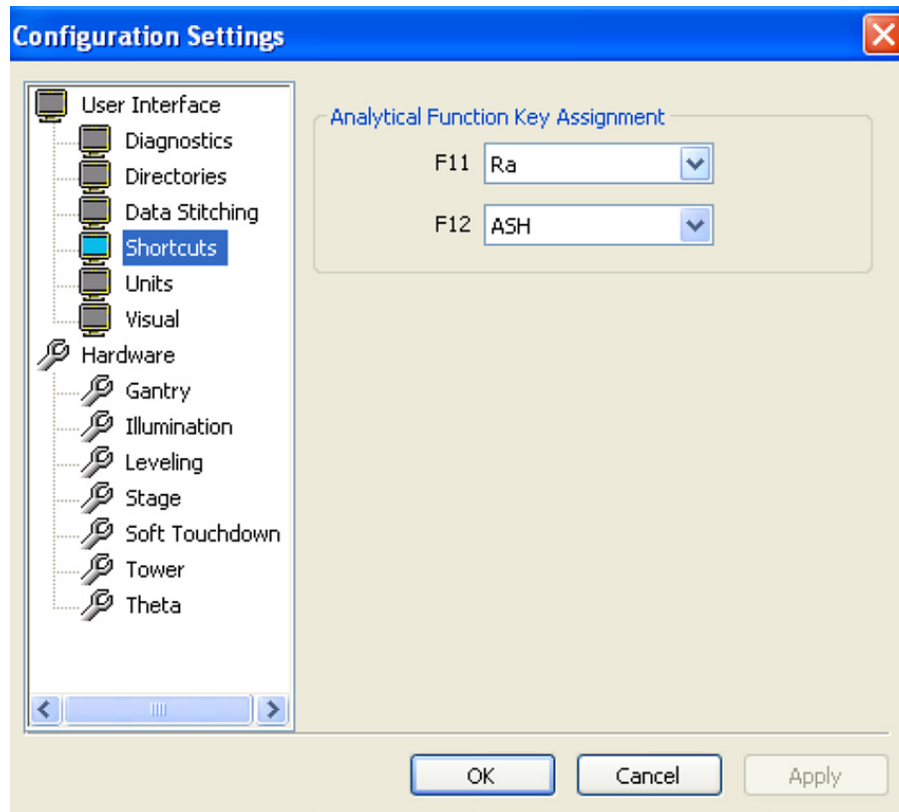 Configuration Settings
User Interface
Diagnostics
Directories
Data Stitching
Shortcuts
Units
Visual
Hardware
Gantry
Illumination
Leveling
Stage
Soft Touchdown
Tower
Theta
Analytical Function Key Assignment
F11 Ra
F12 ASH
OK Cancel Apply